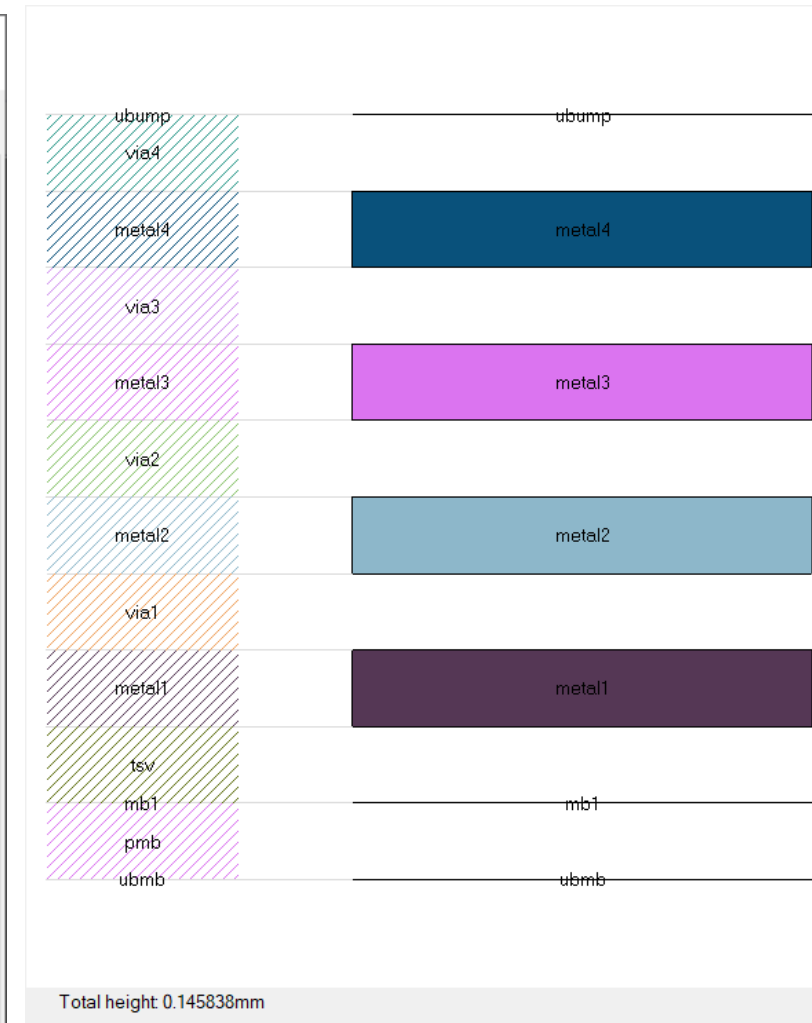 ubump ubump
via4
metal4 metal4
via3
metal3 metal3
via2
metal2 metal2
via1
metal1 metal1
tsv
mb1 mb1
pmb
ubmb ubmb
Total height: 0.145838mm